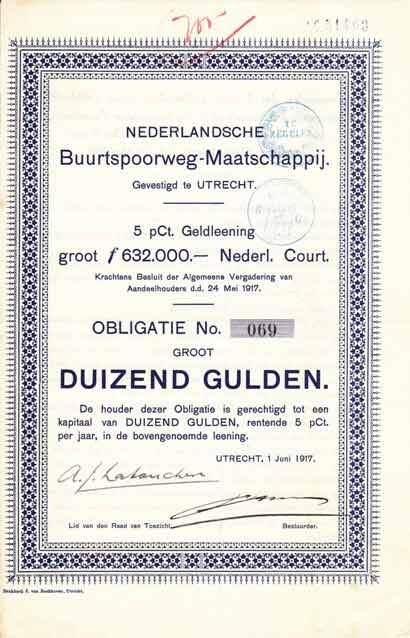 NEDERLANDSCHE
Buurtspoorweg-Maatschappij.
Gevestigd te UTRECHT.
5 pCt. Geldleening
groot ƒ 632.000.— Nederl. Court.
Krachtens Besluit der Algemeene Vergadering van
Aandeelhouders d.d. 24 Mei 1917.
OBLIGATIE No. 069
GROOT
DUIZEND GULDEN.
De houder dezer Obligatie is gerechtigd tot een
kapitaal van DUIZEND GULDEN, rentende 5 pCt.
per jaar, in de bovengenoemde leening.
UTRECHT, 1 Juni 1917.
Lid van den Raad van Toezicht. Bestuurder.
Drukkerij F. van Boekhoven, Utrecht.